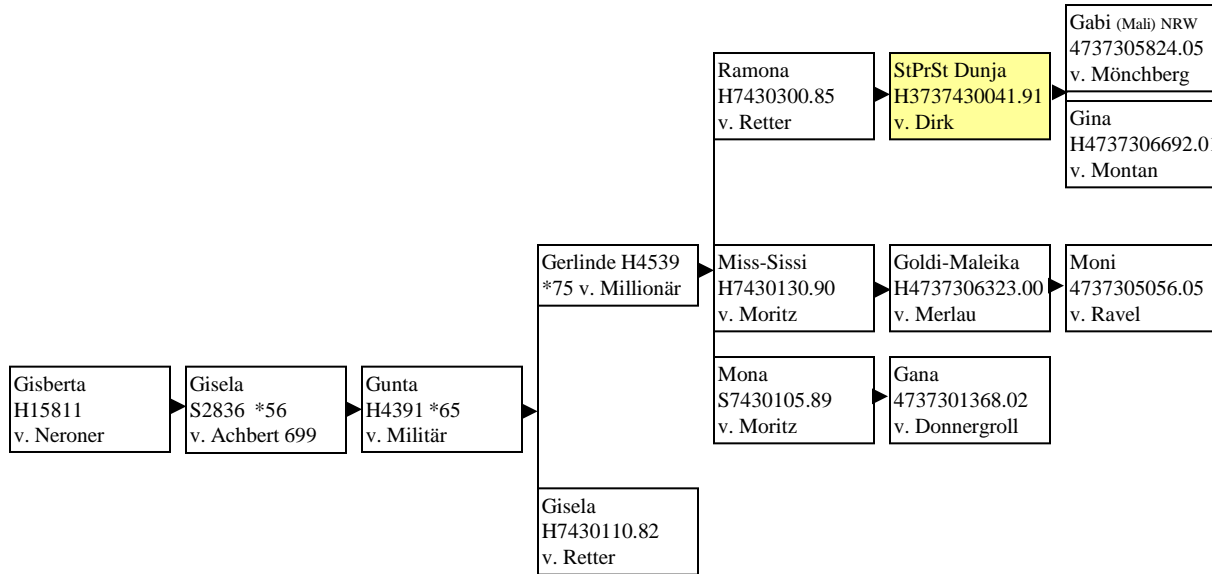 Gabi (Mali) NRW
4737305824.05
v. Mönchberg
Ramona
H7430300.85
v. Retter
StPrSt Dunja
H3737430041.91
v. Dirk
Gina
H4737306692.01
v. Montan
Gerlinde H4539
*75 v. Millionär
Miss-Sissi
H7430130.90
v. Moritz
Goldi-Maleika
H4737306323.00
v. Merlau
Moni
4737305056.05
v. Ravel
Gisberta
H15811
v. Neroner
Gisela
S2836 *56
v. Achbert 699
Gunta
H4391 *65
v. Militär
Mona
S7430105.89
v. Moritz
Gana
4737301368.02
v. Donnergroll
Gisela
H7430110.82
v. Retter